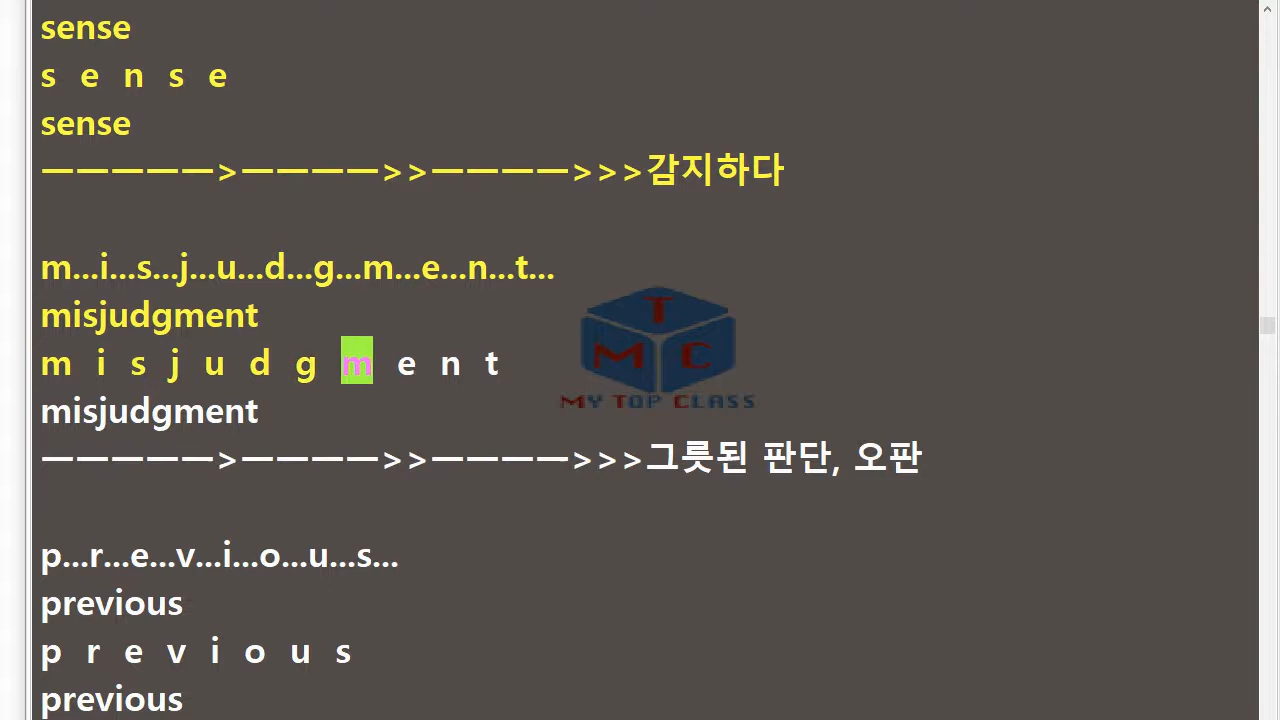 sense
s e n s e
sense
—————>————>>————>>>감지하다
m...i...s...j...u...d...g...m...e...n...t...
misjudgment
m i s j u d g m e n t
misjudgment
—————>————>>————>>>그릇된 판단, 오판
T
M C
MY TOP CLASS
p...r...e...v...i...o...u...s...
previous
p r e v i o u s
previous